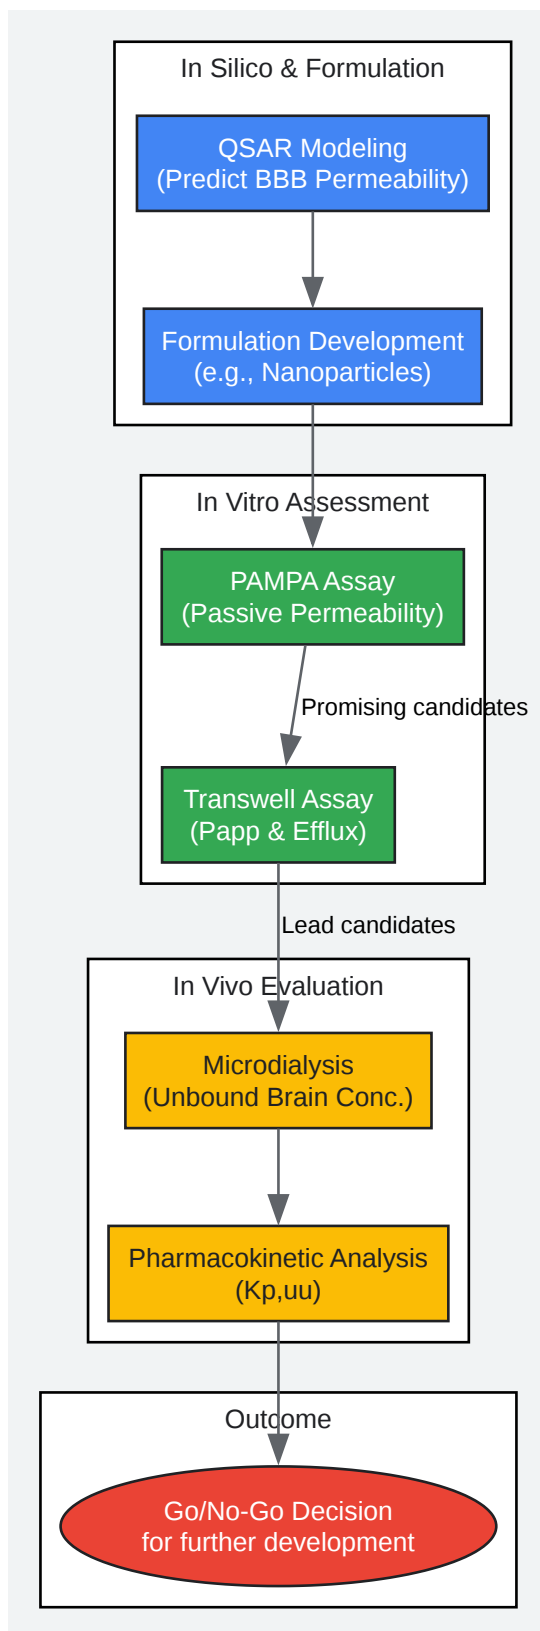 In Silico & Formulation
QSAR Modeling
(Predict BBB Permeability)
Formulation Development
(e.g., Nanoparticles)
In Vitro Assessment
PAMPA Assay
(Passive Permeability)
Promising candidates
Transwell Assay
(Papp & Efflux)
Lead candidates
In Vivo Evaluation
Microdialysis
(Unbound Brain Conc.)
Pharmacokinetic Analysis
(Kp,uu)
Outcome
Go/No-Go Decision
for further development